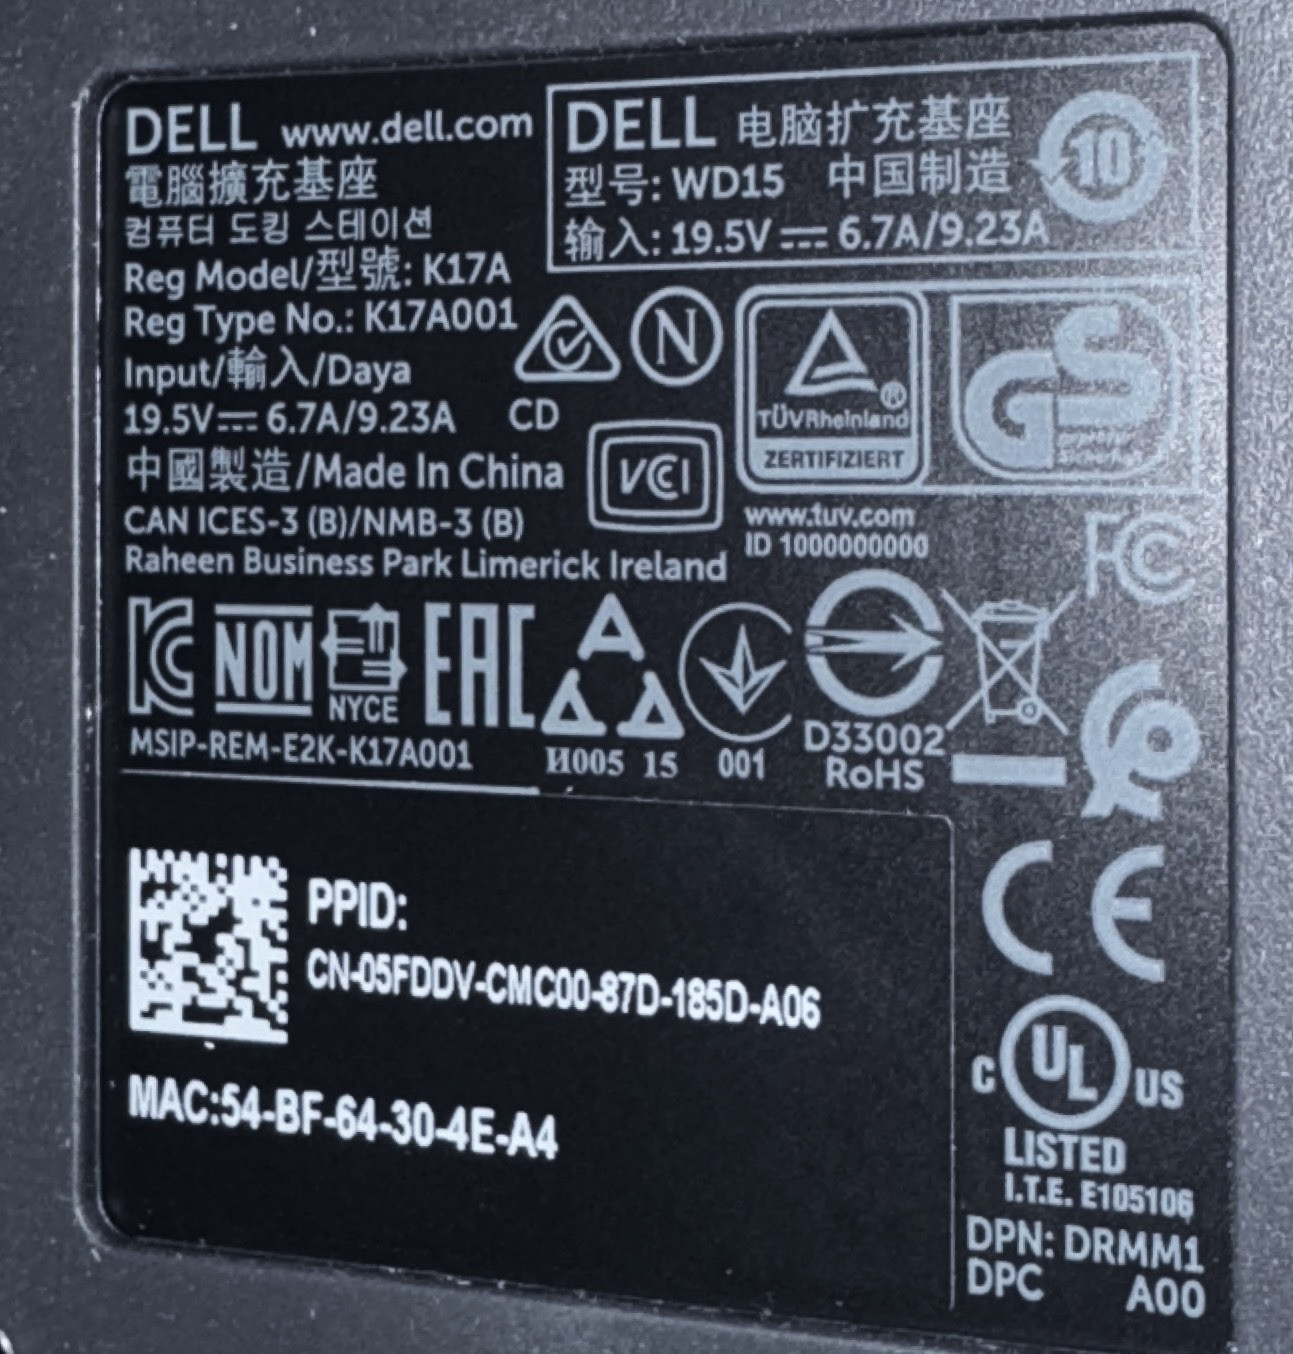 DELL www.dell.com
電腦擴充基座
컴퓨터 도킹 스테이션
Reg Model/型號: K17A
Reg Type No.: K17A001
Input/輸入/Daya
19.5V⎓ 6.7A/9.23A CD
中國製造/Made In China
CAN ICES-3 (B)/NMB-3 (B)
Raheen Business Park Limerick Ireland
DELL 电脑扩充基座
型号: WD15 中国制造
输入: 19.5V⎓ 6.7A/9.23A
10
N
VCCI
TÜVRheinland®
ZERTIFIZIERT
GS
www.tuv.com
ID 1000000000
FC
KC NOM NYCE EAC
MSIP-REM-E2K-K17A001
И005 15
001
D33002
RoHS
PPID:
CN-05FDDV-CMC00-87D-185D-A06
MAC:54-BF-64-30-4E-A4
CE
C UL US
LISTED
I.T.E. E105106
DPN: DRMM1
DPC A00